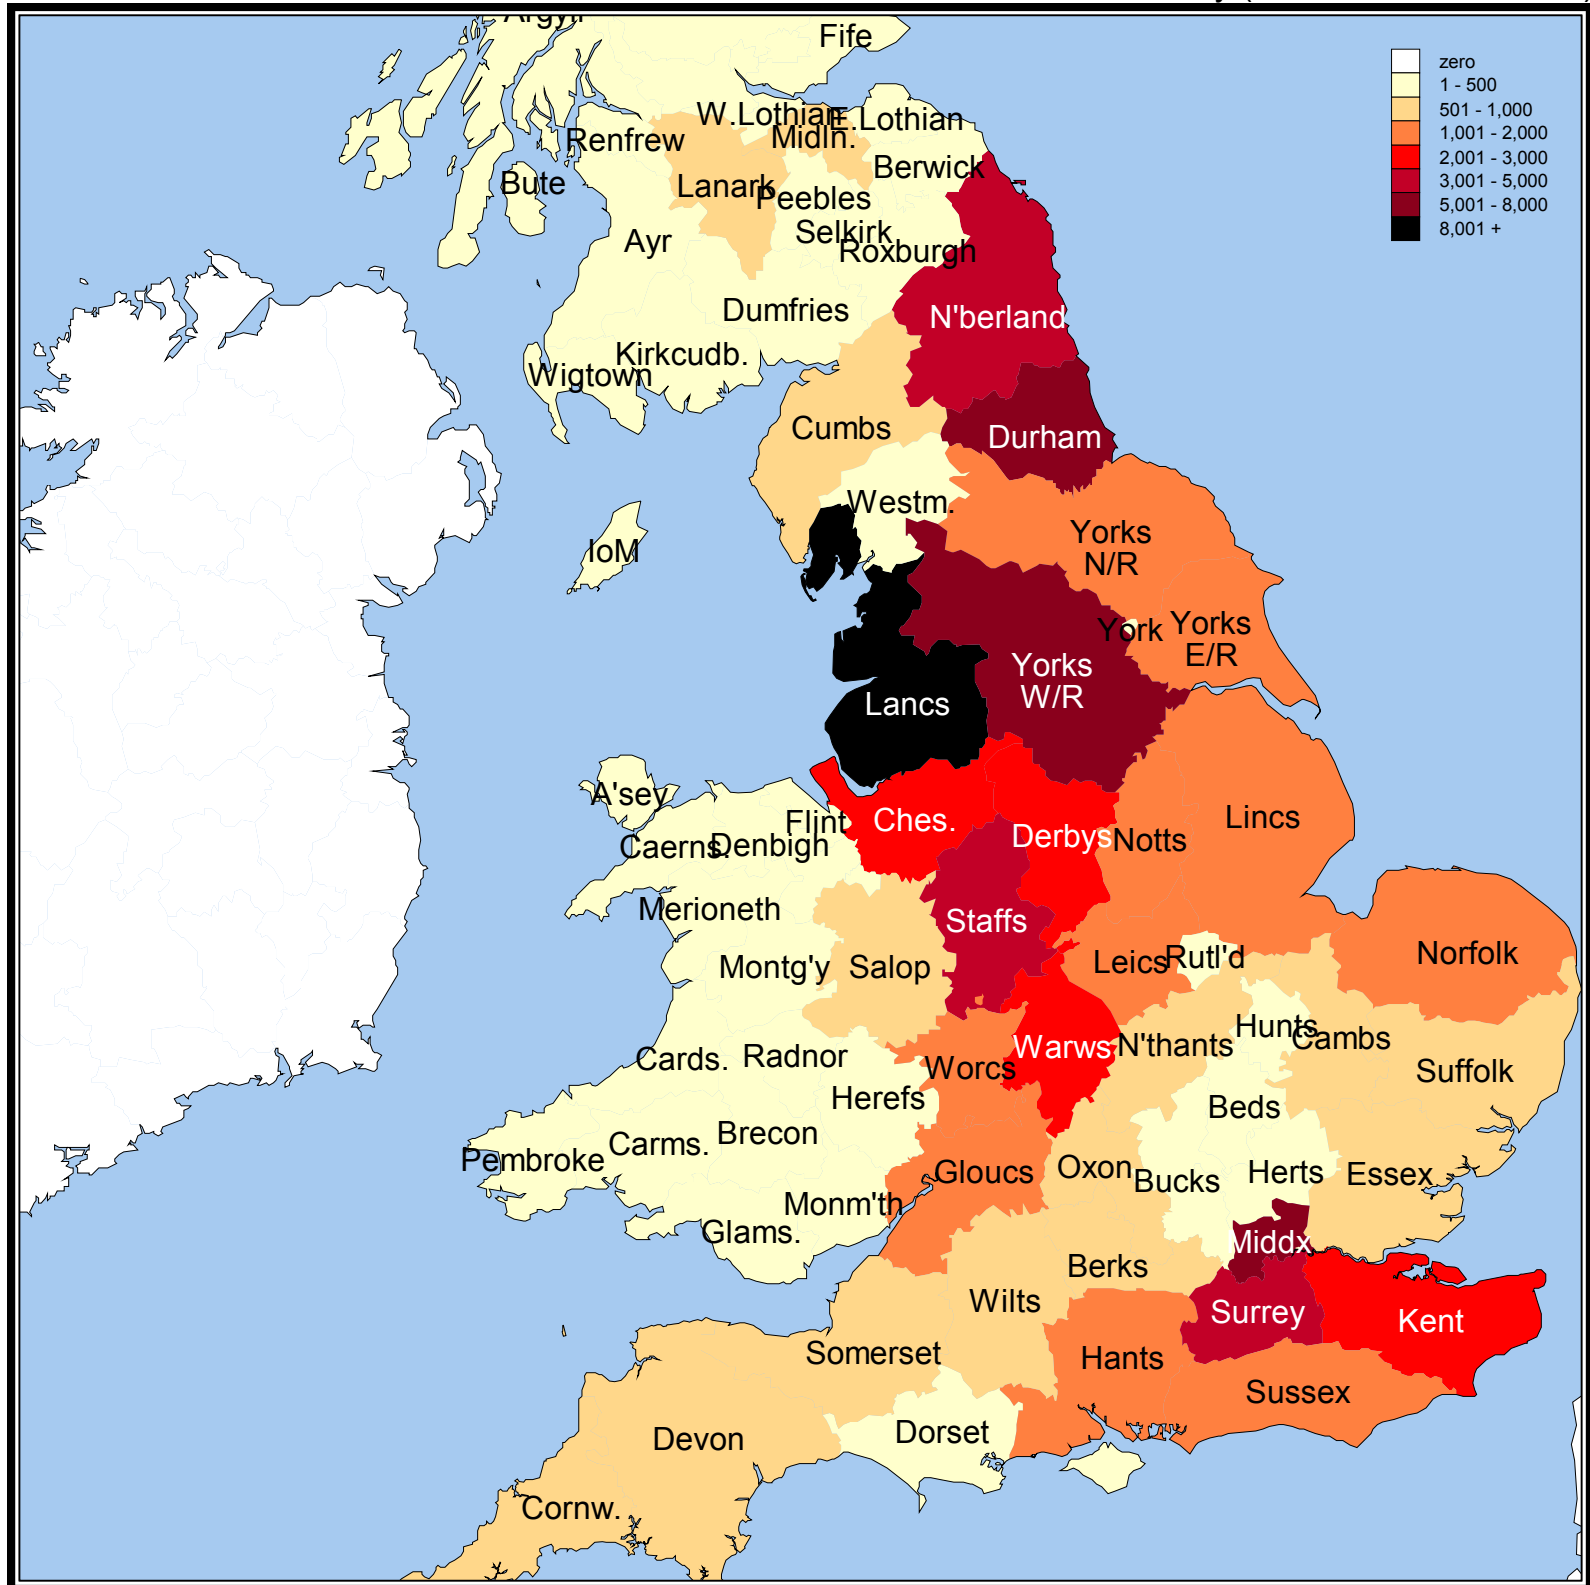 Argyll
Fife
zero
1 - 500
501 - 1,000
1,001 - 2,000
2,001 - 3,000
3,001 - 5,000
5,001 - 8,000
8,001 +
W.Lothian
E.Lothian
Renfrew
Midln.
Berwick
Bute
Lanark
Peebles
Selkirk
Ayr
Roxburgh
Dumfries
N'berland
Kirkcudb.
Wigtown
Cumbs
Durham
Westm.
IoM
Yorks
N/R
York
Yorks
E/R
Yorks
W/R
Lancs
A'sey
Flint
Ches.
Caerns.
Denbigh
Derbys
Notts
Lincs
Merioneth
Staffs
Montg'y
Salop
Leics
Rutl'd
Norfolk
Hunts
Cambs
Cards.
Radnor
Worcs
Warws
N'thants
Suffolk
Herefs
Beds
Brecon
Carms.
Pembroke
Gloucs
Oxon
Bucks
Herts
Essex
Monm'th
Glams.
Middx
Berks
Wilts
Surrey
Kent
Somerset
Hants
Sussex
Dorset
Devon
Cornw.